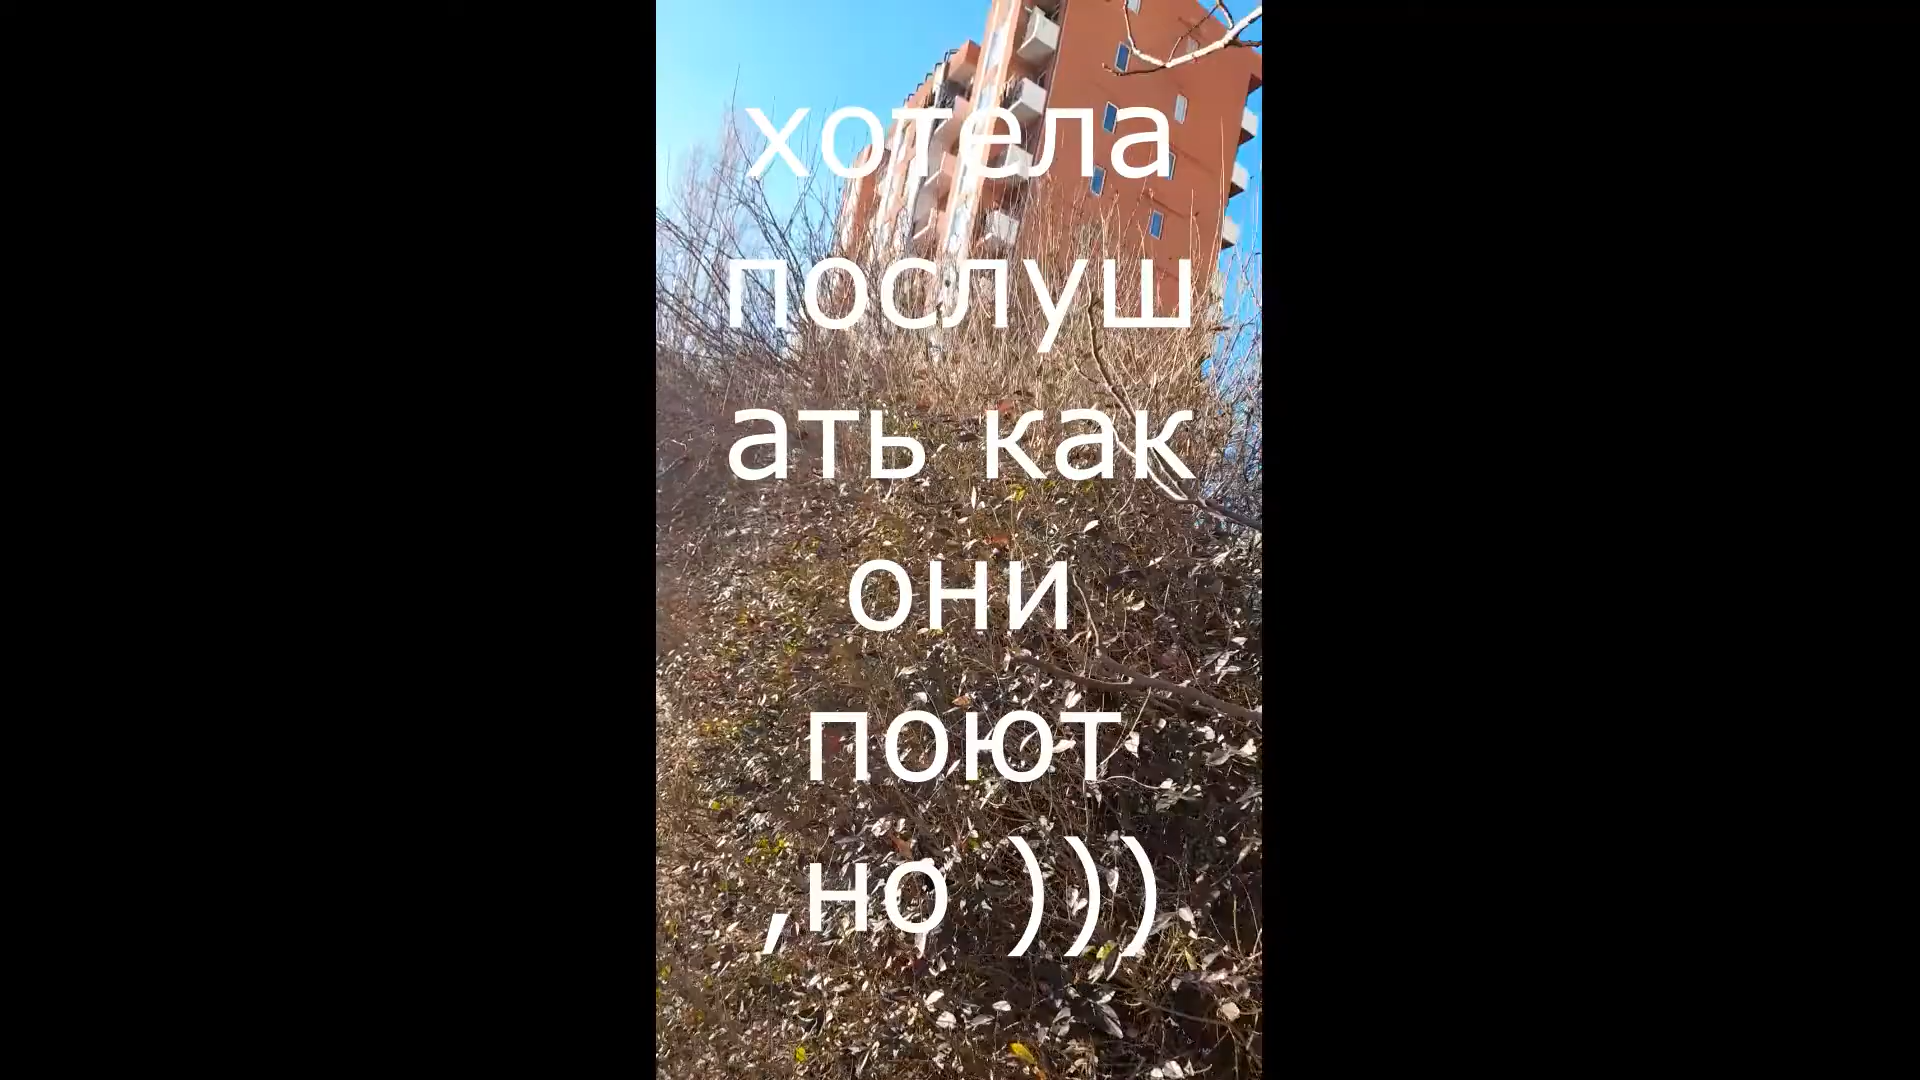 хотела
послуш
ать как
они
поют
,но )))